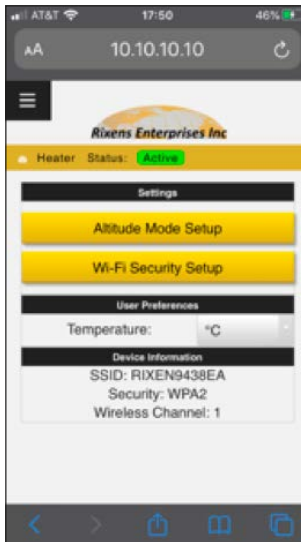 AT&T 17:50 46%
AA 10.10.10.10
Rixens Enterprises Inc
Heater Status: Active
Settings
Altitude Mode Setup
Wi-Fi Security Setup
User Preferences
Temperature: °C
Device Information
SSID: RIXEN9438EA
Security: WPA2
Wireless Channel: 1